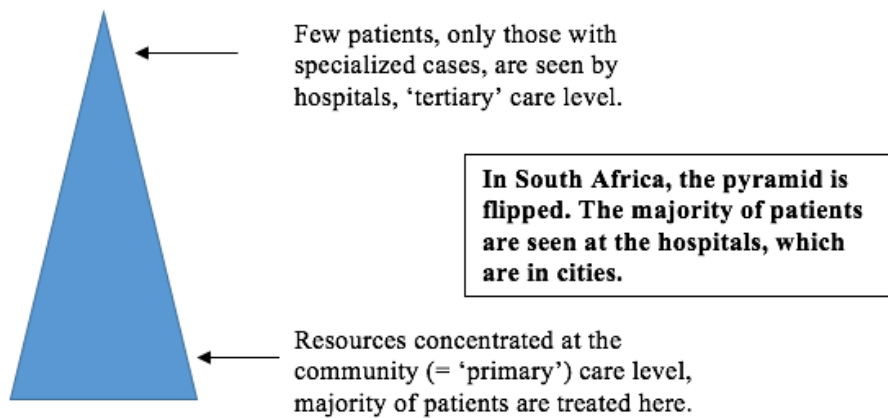 Few patients, only those with
specialized cases, are seen by
hospitals, ‘tertiary’ care level.
In South Africa, the pyramid is
flipped. The majority of patients
are seen at the hospitals, which
are in cities.
Resources concentrated at the
community (= ‘primary’) care level,
majority of patients are treated here.